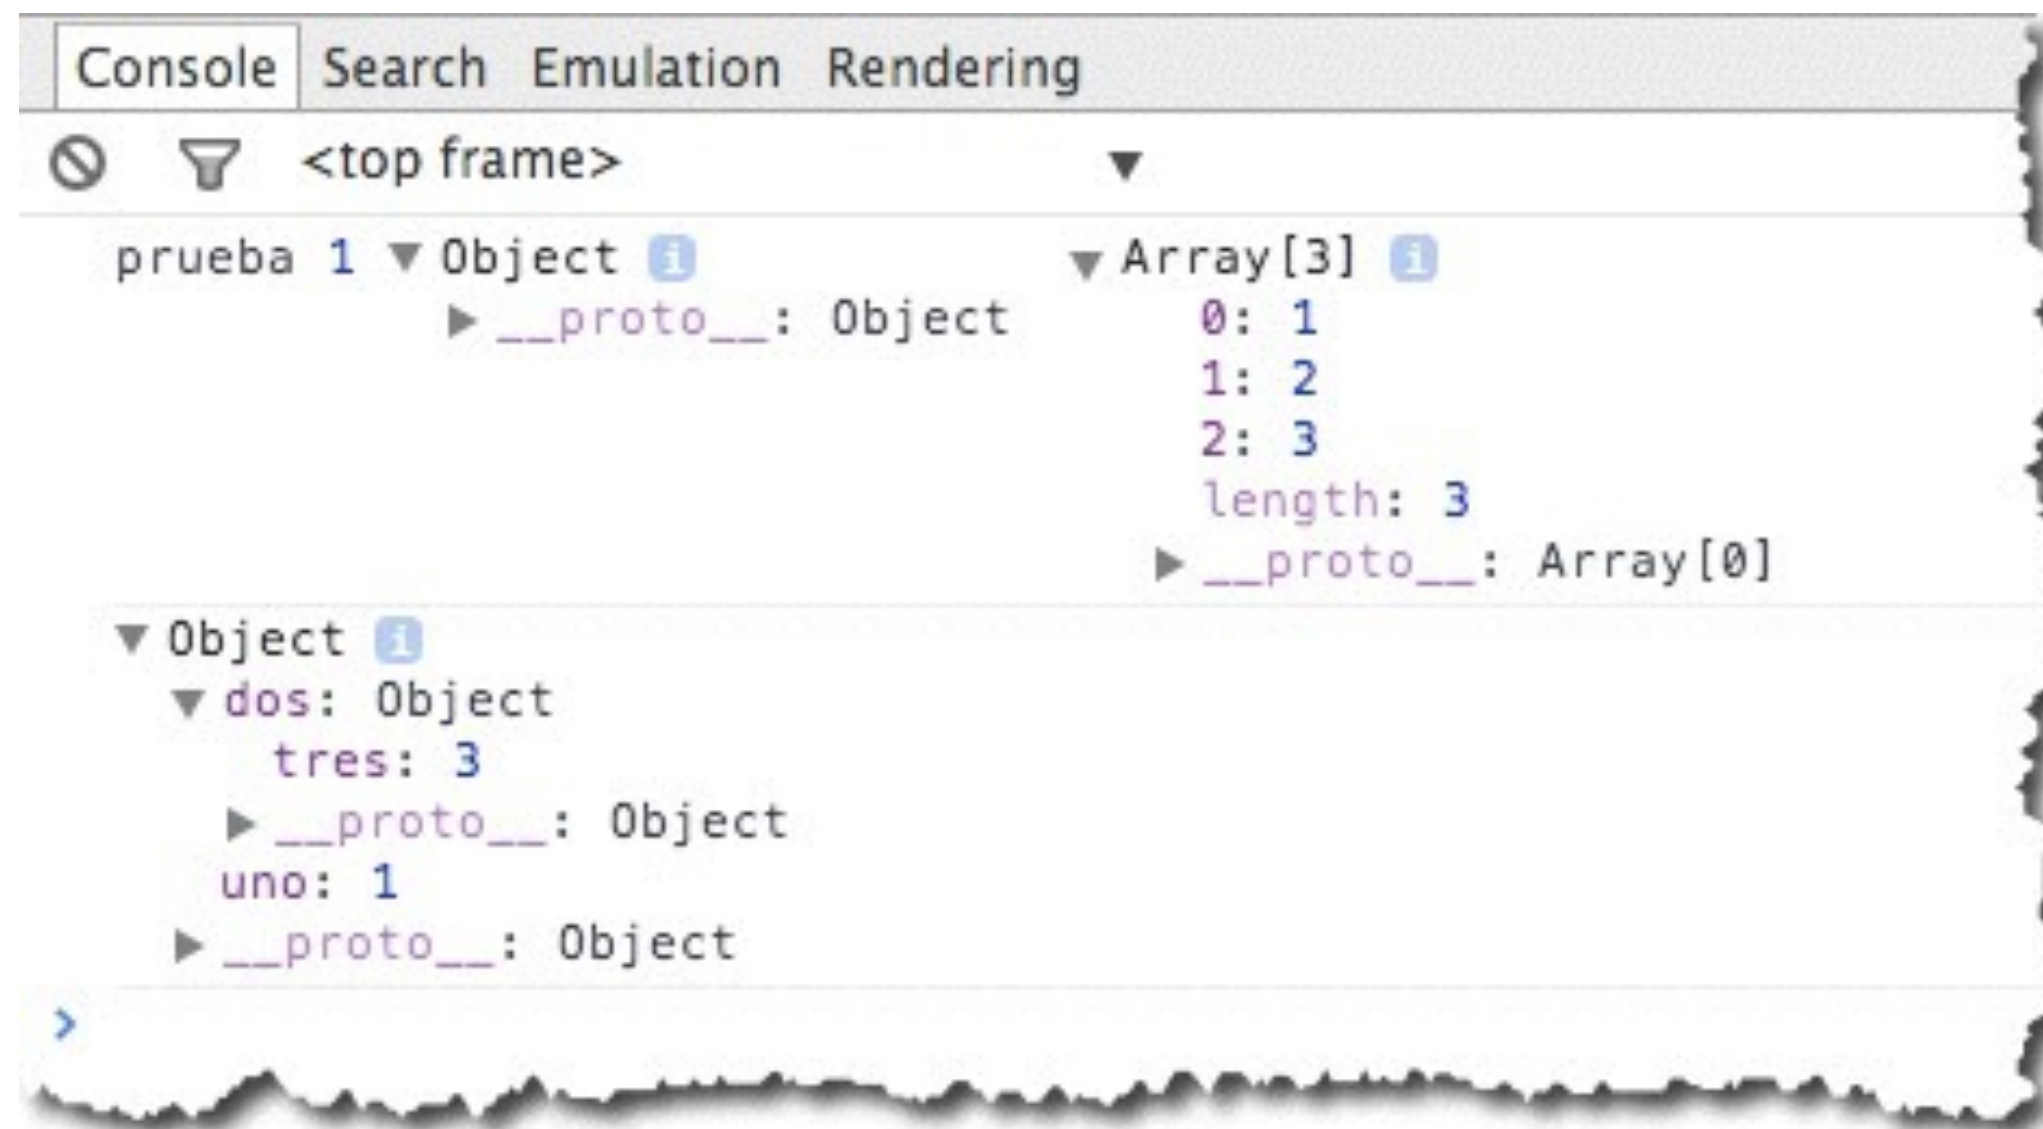 Console Search Emulation Rendering
<top frame>
prueba 1 Object i Array[3] i
__proto__: Object 0: 1
1: 2
2: 3
length: 3
__proto__: Array[0]
Object i
dos: Object
tres: 3
__proto__: Object
uno: 1
__proto__: Object
>